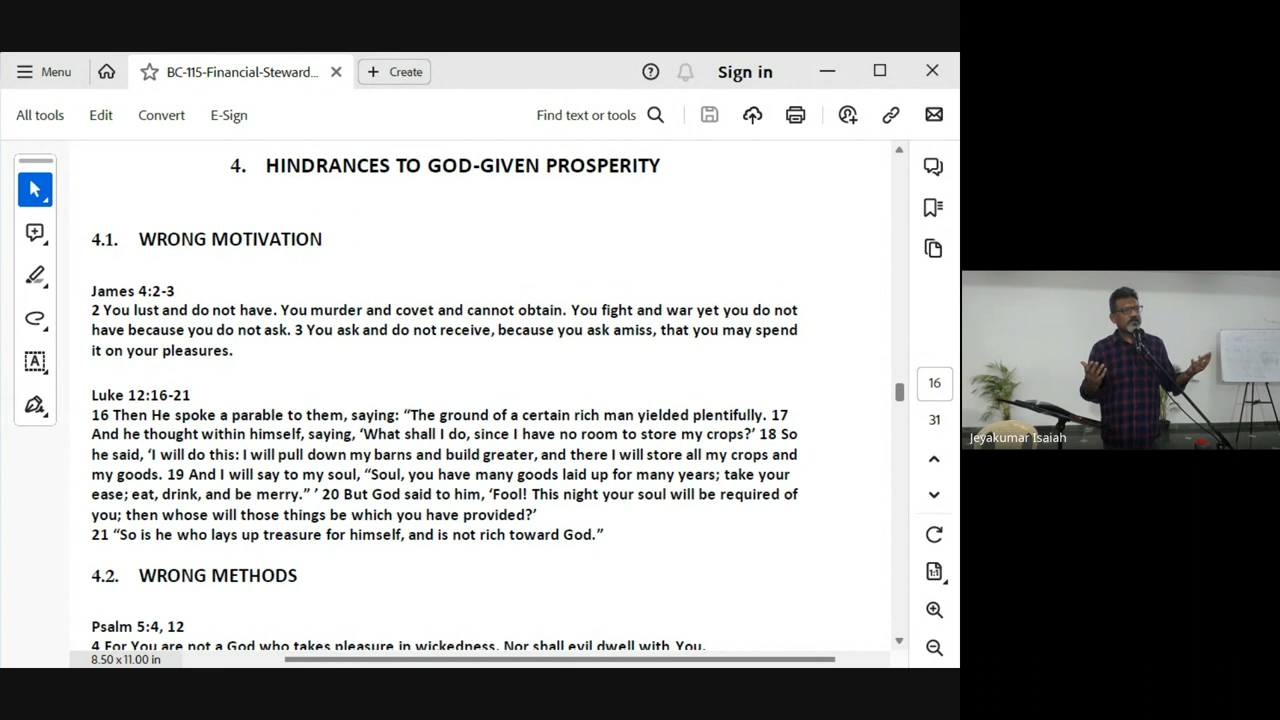 Menu
BC-115-Financial-Steward...
Create
Sign in
All tools
Edit
Convert
E-Sign
Find text or tools
4. HINDRANCES TO GOD-GIVEN PROSPERITY
4.1. WRONG MOTIVATION
James 4:2-3
2 You lust and do not have. You murder and covet and cannot obtain. You fight and war yet you do not
have because you do not ask. 3 You ask and do not receive, because you ask amiss, that you may spend
it on your pleasures.
Luke 12:16-21
16 Then He spoke a parable to them, saying: “The ground of a certain rich man yielded plentifully. 17
And he thought within himself, saying, ‘What shall I do, since I have no room to store my crops?’ 18 So
he said, ‘I will do this: I will pull down my barns and build greater, and there I will store all my crops and
my goods. 19 And I will say to my soul, “Soul, you have many goods laid up for many years; take your
ease; eat, drink, and be merry.” ’ 20 But God said to him, ‘Fool! This night your soul will be required of
you; then whose will those things be which you have provided?’
21 “So is he who lays up treasure for himself, and is not rich toward God.”
4.2. WRONG METHODS
Psalm 5:4, 12
4 For You are not a God who takes pleasure in wickedness, Nor shall evil dwell with You.
8.50 x 11.00 in
16
31
1:1
Jeyakumar Isaiah